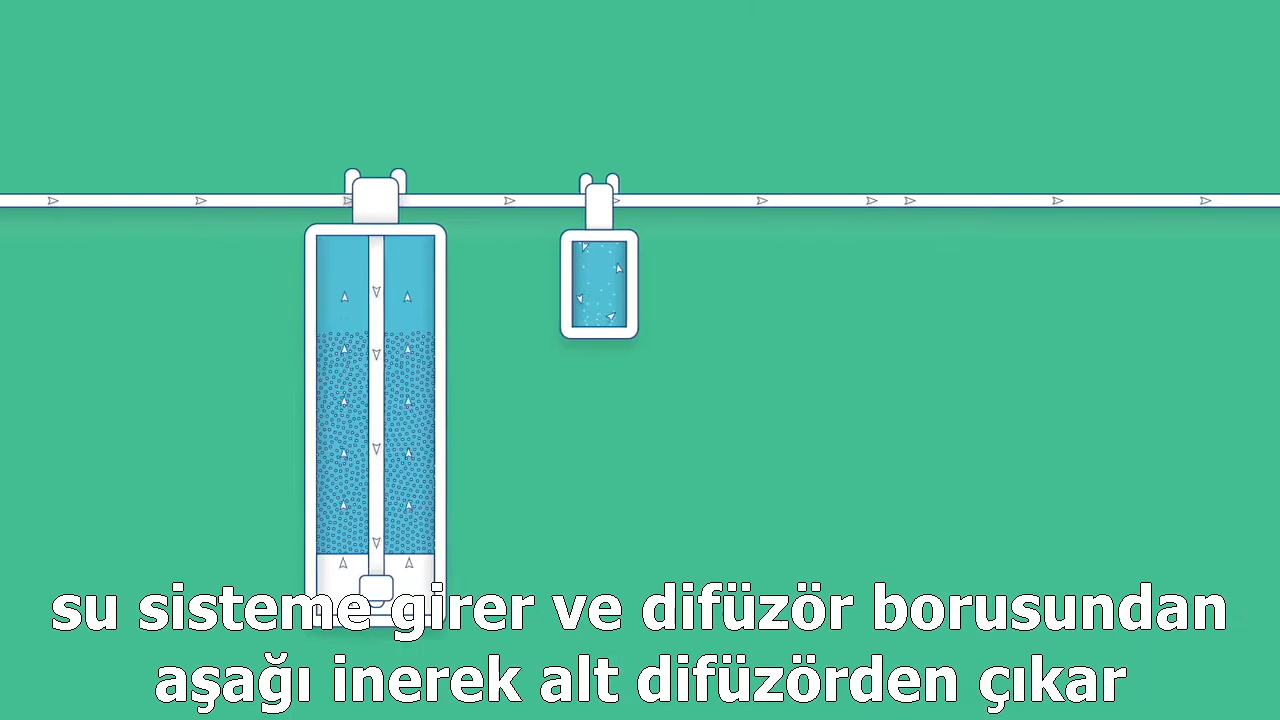 su sisteme girer ve difüzör borusundan
aşağı inerek alt difüzörden çıkar